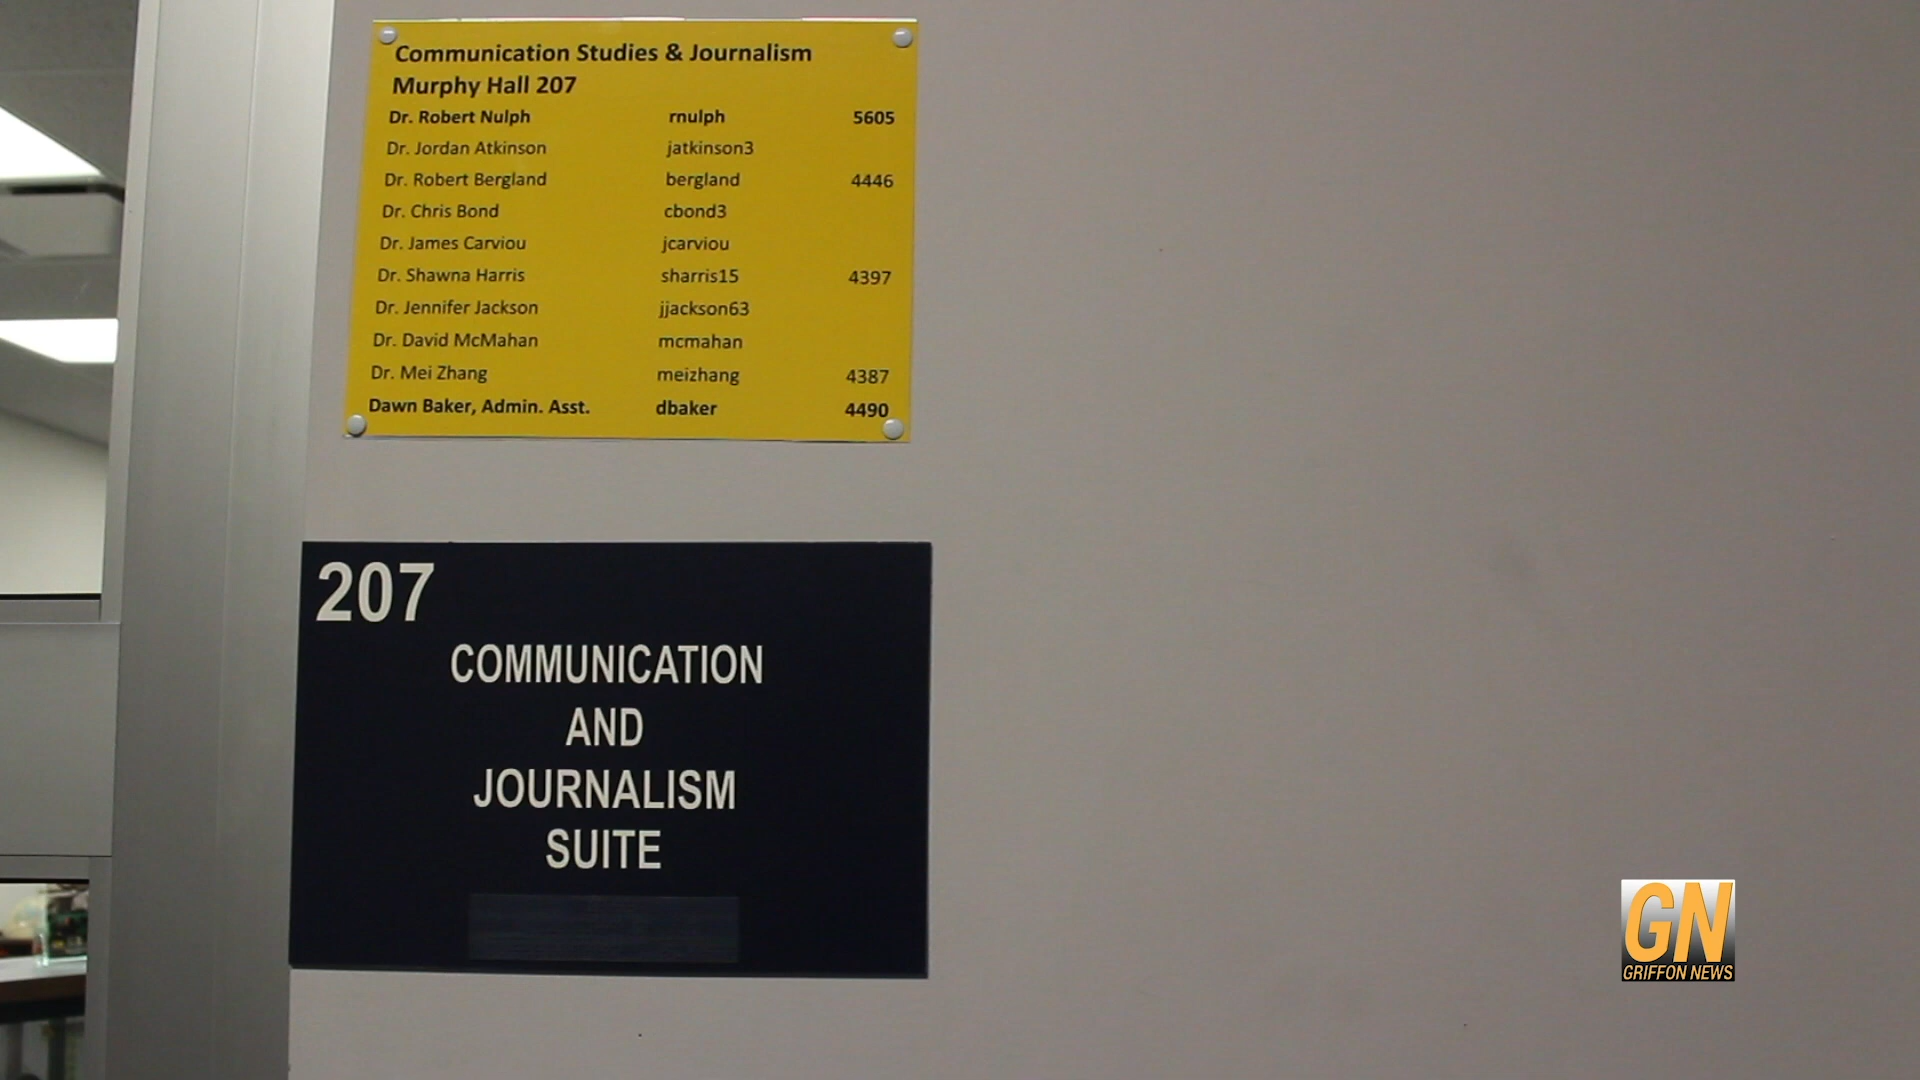 Communication Studies & Journalism
Murphy Hall 207
Dr. Robert Nulph rnulph 5605
Dr. Jordan Atkinson jatkinson3
Dr. Robert Bergland bergland 4446
Dr. Chris Bond cbond3
Dr. James Carviou jcarviou
Dr. Shawna Harris sharris15 4397
Dr. Jennifer Jackson jjackson63
Dr. David McMahan mcmahan
Dr. Mei Zhang meizhang 4387
Dawn Baker, Admin. Asst. dbaker 4490
207
COMMUNICATION
AND
JOURNALISM
SUITE
GN
GRIFFON NEWS